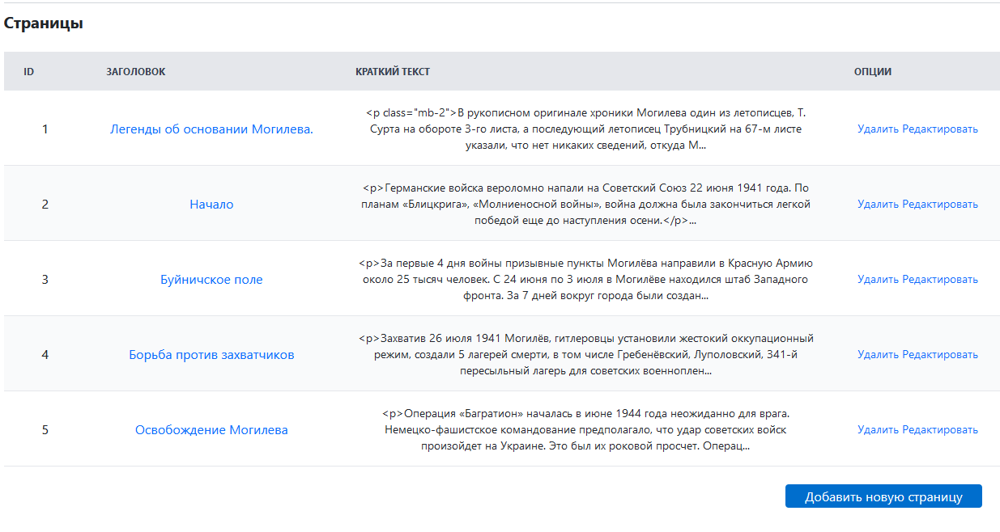 Страницы
ID ЗАГОЛОВОК КРАТКИЙ ТЕКСТ ОПЦИИ
<p class="mb-2">В рукописном оригинале хроники Могилева один из летописцев, Т.
1 Легенды об основании Могилева. Сурта на обороте 3-го листа, а последующий летописец Трубницкий на 67-м листе Удалить Редактировать
указали, что нет никаких сведений, откуда М...
<p>Германские войска вероломно напали на Советский Союз 22 июня 1941 года. По
2 Начало планам «Блицкрига», «Молниеносной войны», война должна была закончиться легкой Удалить Редактировать
победой еще до наступления осени.</p>...
<p>За первые 4 дня войны призывные пункты Могилёва направили в Красную Армию
3 Буйничское поле около 25 тысяч человек. С 24 июня по 3 июля в Могилёве находился штаб Западного Удалить Редактировать
фронта. За 7 дней вокруг города были создан...
<p>Захватив 26 июля 1941 Могилёв, гитлеровцы установили жестокий оккупационный
4 Борьба против захватчиков режим, создали 5 лагерей смерти, в том числе Гребенёвский, Луполовский, 341-й Удалить Редактировать
пересыльный лагерь для советских военноплен...
<p>Операция «Багратион» началась в июне 1944 года неожиданно для врага.
5 Освобождение Могилева Немецко-фашистское командование предполагало, что удар советских войск Удалить Редактировать
произойдет на Украине. Это был их роковой просчет. Операц...
Добавить новую страницу